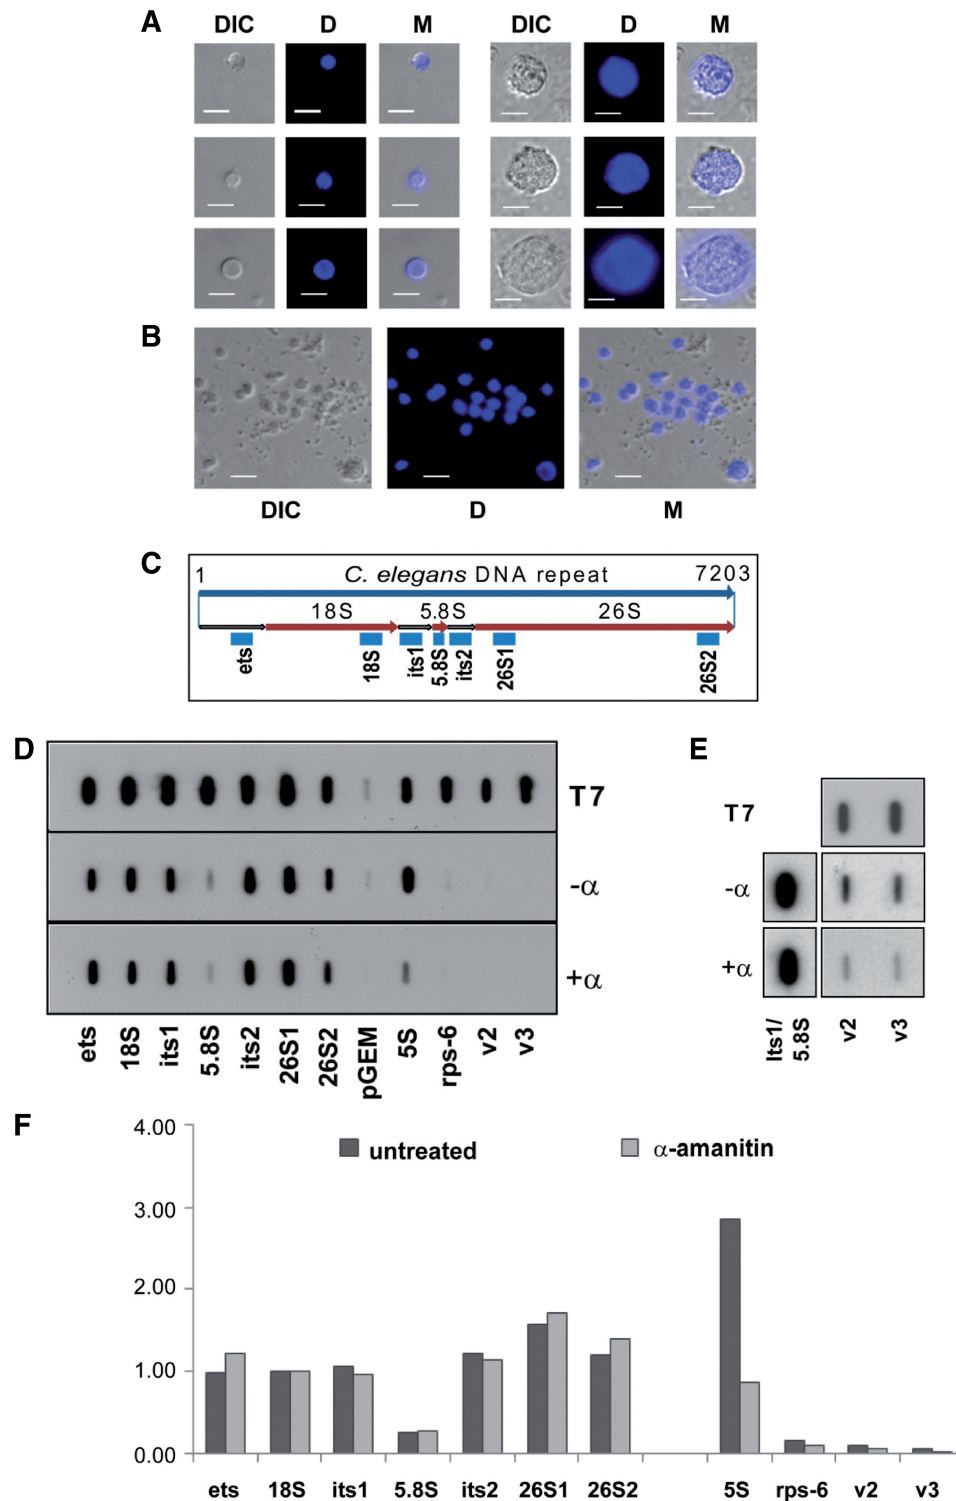 A
DIC D M DIC D M
B
DIC D M
C
1 C. elegans DNA repeat 7203
18S 5.8S 26S
ets 18S its1 5.8S its2 26S1 26S2
D
T7
-α
+α
ets 18S its1 5.8S its2 26S1 26S2 pGEM 5S rps-6 v2 v3
E
T7
-α
+α
Its1/
5.8S
v2 v3
F
untreated α-amanitin
4.00
3.00
2.00
1.00
0.00
ets 18S its1 5.8S its2 26S1 26S2 5S rps-6 v2 v3